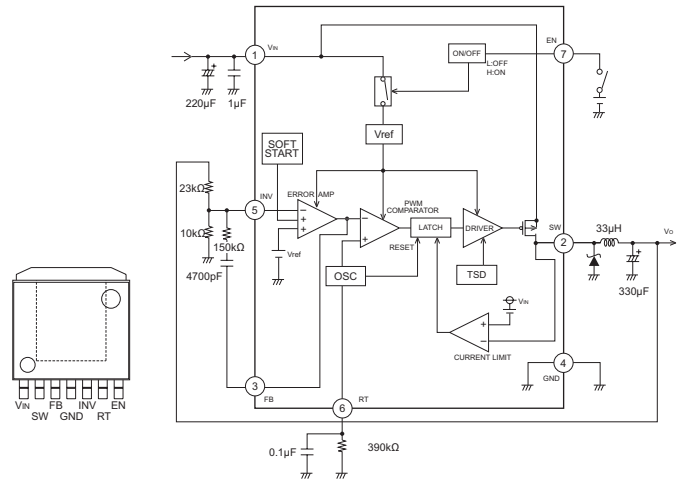 1
VIN
220µF
1µF
ON/OFF
L:OFF
H:ON
EN
7
Vref
SOFT
START
23kΩ
10kΩ
150kΩ
4700pF
5
INV
ERROR AMP
PWM
COMPARATOR
LATCH
RESET
DRIVER
TSD
OSC
Vref
SW
2
33µH
VO
330µF
VIN
CURRENT LIMIT
4
GND
3
FB
6
RT
0.1µF
390kΩ
VIN
SW
FB
GND
INV
RT
EN